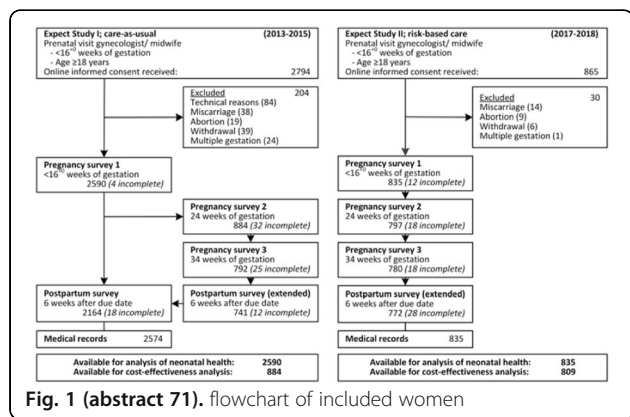 Expect Study I; care-as-usual (2013-2015)
Prenatal visit gynecologist/ midwife
- <16⁺⁰ weeks of gestation
- Age ≥18 years
Online informed consent received: 2794
Excluded 204
Technical reasons (84)
Miscarriage (38)
Abortion (19)
Withdrawal (39)
Multiple gestation (24)
Pregnancy survey 1
<16⁺⁰ weeks of gestation
2590 (4 incomplete)
Pregnancy survey 2
24 weeks of gestation
884 (32 incomplete)
Pregnancy survey 3
34 weeks of gestation
792 (25 incomplete)
Postpartum survey
6 weeks after due date
2164 (18 incomplete)
Postpartum survey (extended)
6 weeks after due date
741 (12 incomplete)
Medical records 2574
Available for analysis of neonatal health: 2590
Available for cost-effectiveness analysis: 884
Expect Study II; risk-based care (2017-2018)
Prenatal visit gynecologist/ midwife
- <16⁺⁰ weeks of gestation
- Age ≥18 years
Online informed consent received: 865
Excluded 30
Miscarriage (14)
Abortion (9)
Withdrawal (6)
Multiple gestation (1)
Pregnancy survey 1
<16⁺⁰ weeks of gestation
835 (12 incomplete)
Pregnancy survey 2
24 weeks of gestation
797 (18 incomplete)
Pregnancy survey 3
34 weeks of gestation
780 (18 incomplete)
Postpartum survey (extended)
6 weeks after due date
772 (28 incomplete)
Medical records 835
Available for analysis of neonatal health: 835
Available for cost-effectiveness analysis: 809
Fig. 1 (abstract 71). flowchart of included women